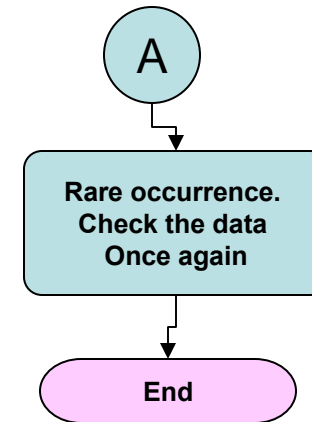 A
Rare occurrence.
Check the data
Once again
End